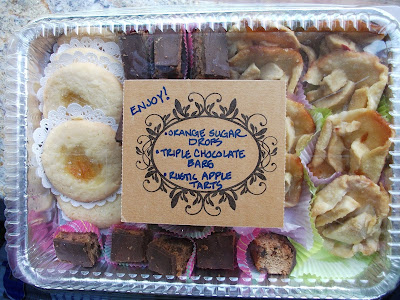 ENJOY!
• ORANGE SUGAR
DROPS
• TRIPLE CHOCOLATE
BARS
• RUSTIC APPLE
TARTS